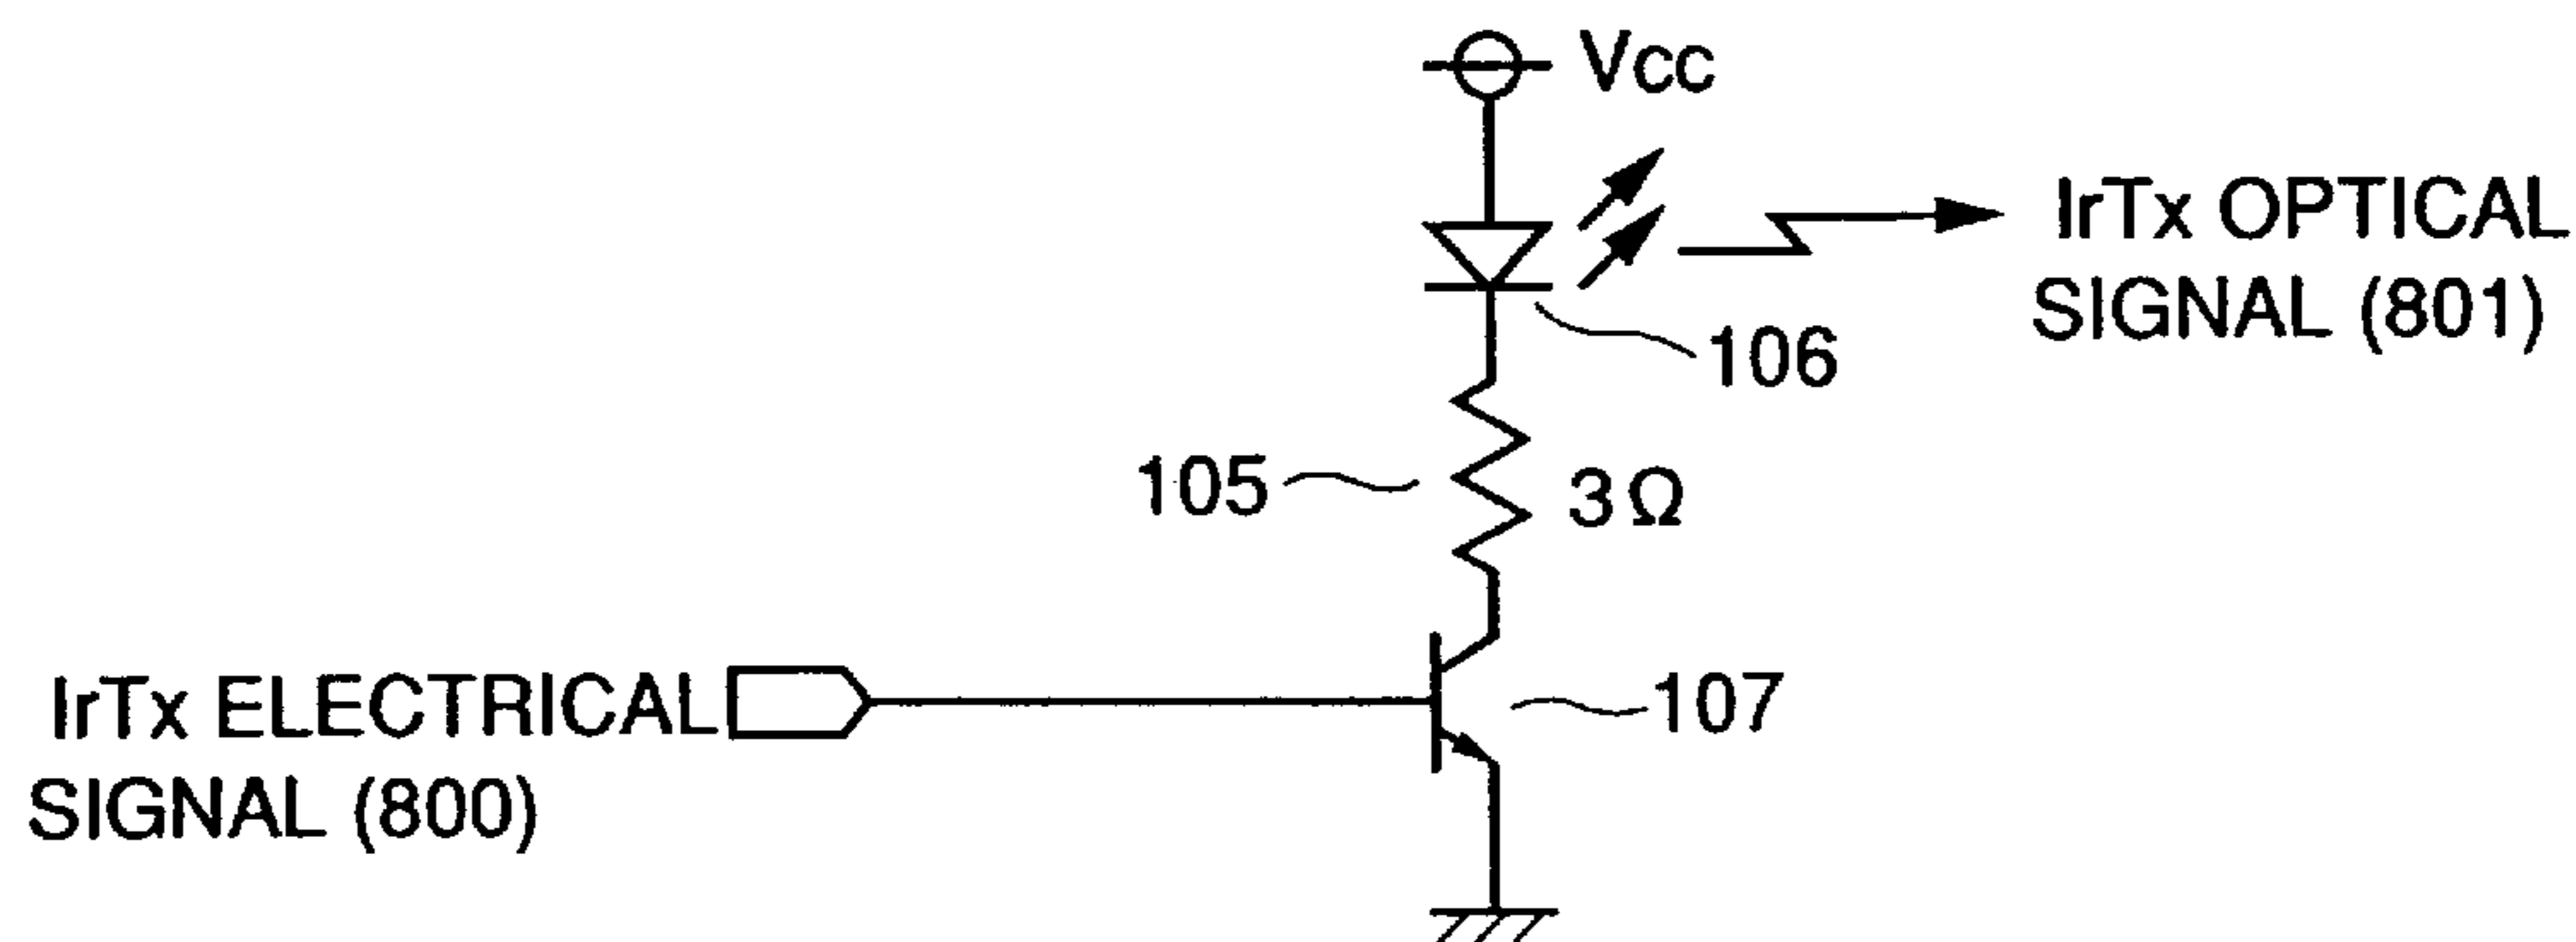 Vcc
IrTx OPTICAL
SIGNAL (801)
106
105
3Ω
IrTx ELECTRICAL
SIGNAL (800)
107